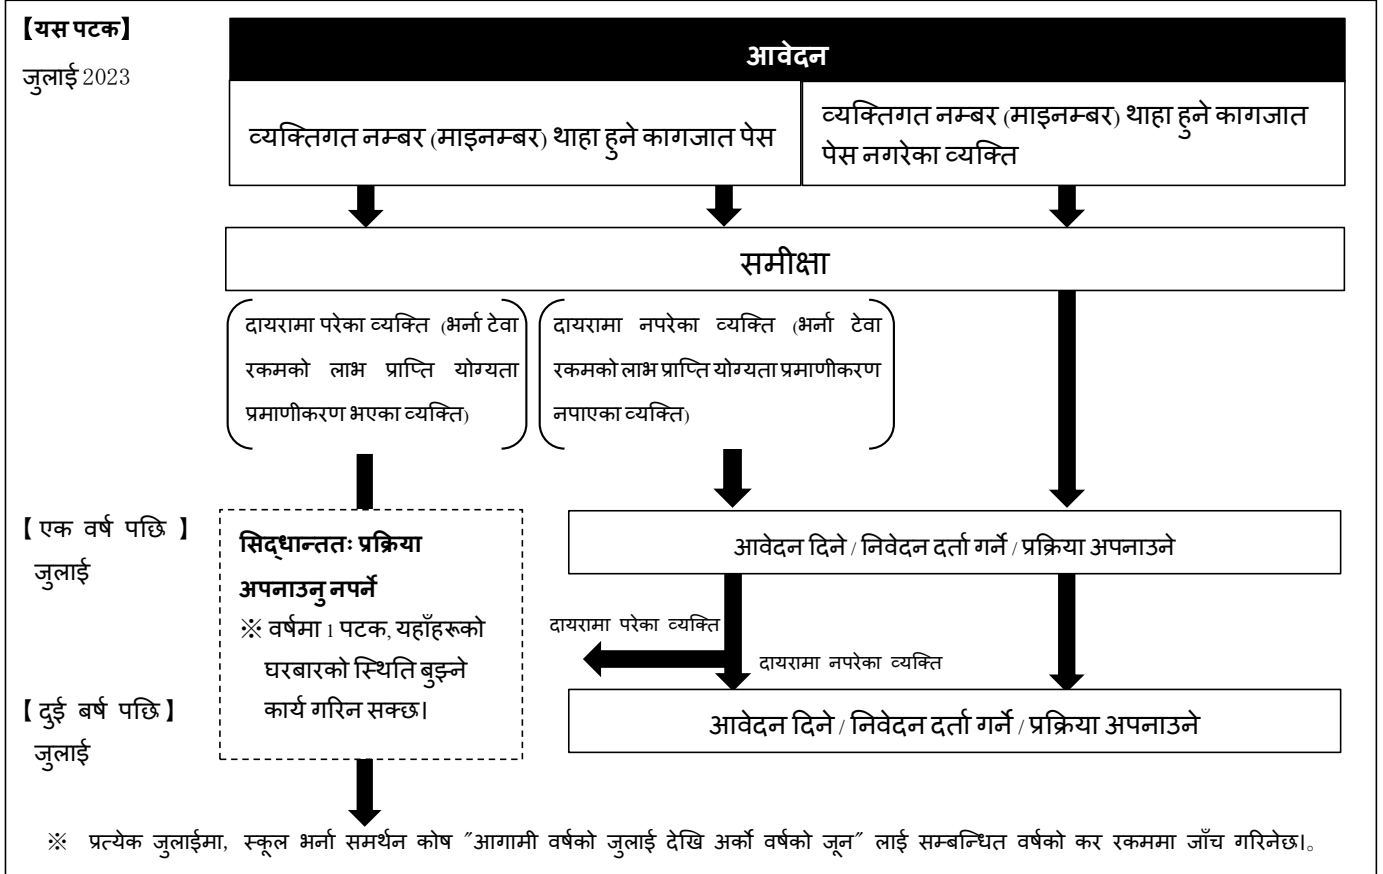 【यस पटक】
जुलाई 2023
आवेदन
व्यक्तिगत नम्बर (माइनम्बर) थाहा हुने कागजात पेस
व्यक्तिगत नम्बर (माइनम्बर) थाहा हुने कागजात
पेस नगरेका व्यक्ति
समीक्षा
दायरामा परेका व्यक्ति (भर्ना टेवा
रकमको लाभ प्राप्ति योग्यता
प्रमाणीकरण भएका व्यक्ति)
दायरामा नपरेका व्यक्ति (भर्ना टेवा
रकमको लाभ प्राप्ति योग्यता प्रमाणीकरण
नपाएका व्यक्ति)
【एक वर्ष पछि】
जुलाई
सिद्धान्ततः प्रक्रिया
अपनाउनु नपर्ने
※ वर्षमा 1 पटक, यहाँहरूको
घरबारको स्थिति बुझ्ने
कार्य गरिन सक्छ।
आवेदन दिने / निवेदन दर्ता गर्ने / प्रक्रिया अपनाउने
दायरामा परेका व्यक्ति
दायरामा नपरेका व्यक्ति
【दुई बर्ष पछि】
जुलाई
आवेदन दिने / निवेदन दर्ता गर्ने / प्रक्रिया अपनाउने
※ प्रत्येक जुलाईमा, स्कूल भर्ना समर्थन कोष "आगामी वर्षको जुलाई देखि अर्को वर्षको जून" लाई सम्बन्धित वर्षको कर रकममा जाँच गरिनेछ।。